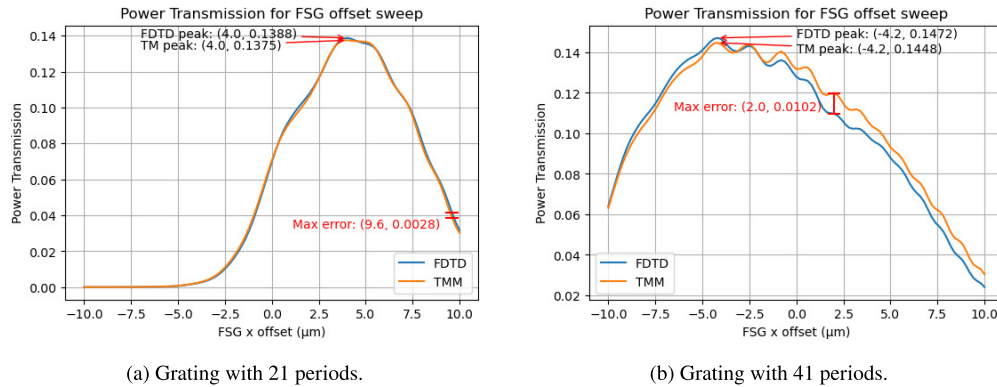 Power Transmission for FSG offset sweep
FDTD peak: (4.0, 0.1388)
TM peak: (4.0, 0.1375)
Max error: (9.6, 0.0028)
Power Transmission
0.14
0.12
0.10
0.08
0.06
0.04
0.02
0.00
FDTD
TMM
−10.0 −7.5 −5.0 −2.5 0.0 2.5 5.0 7.5 10.0
FSG x offset (μm)
(a) Grating with 21 periods.
Power Transmission for FSG offset sweep
FDTD peak: (-4.2, 0.1472)
TM peak: (-4.2, 0.1448)
Max error: (2.0, 0.0102)
Power Transmission
0.14
0.12
0.10
0.08
0.06
0.04
0.02
FDTD
TMM
−10.0 −7.5 −5.0 −2.5 0.0 2.5 5.0 7.5 10.0
FSG x offset (μm)
(b) Grating with 41 periods.